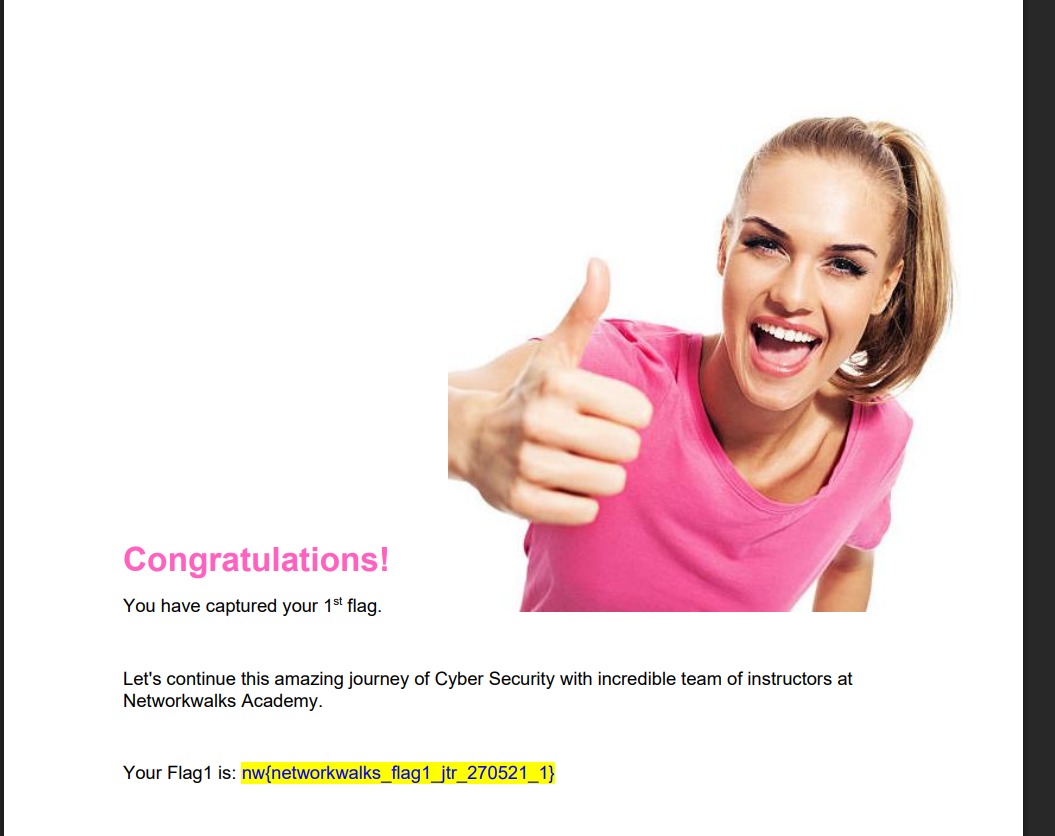 Congratulations!
You have captured your 1st flag.
Let's continue this amazing journey of Cyber Security with incredible team of instructors at
Networkwalks Academy.
Your Flag1 is: nw{networkwalks_flag1_jtr_270521_1}